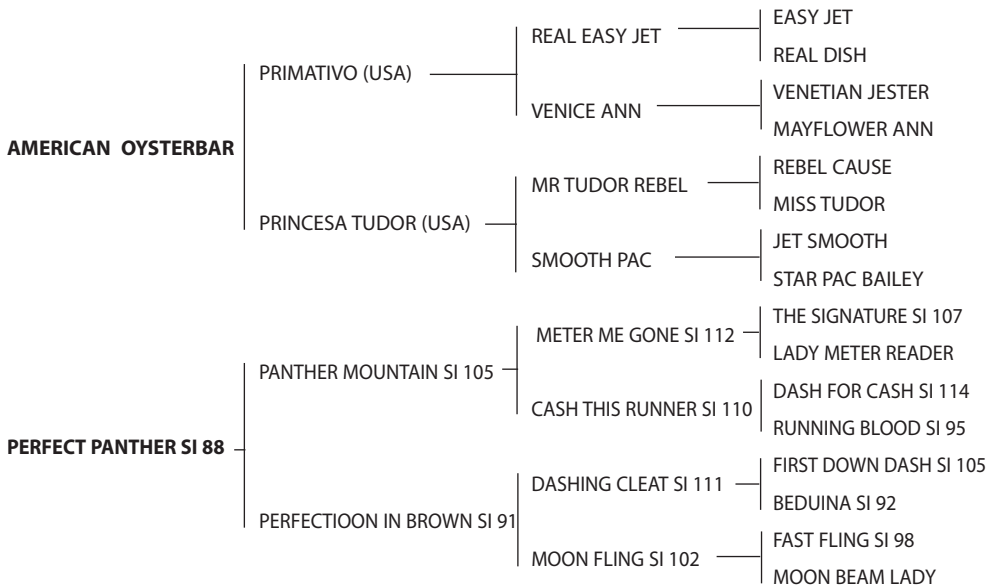 EASY JET
REAL EASY JET
REAL DISH
PRIMATIVO (USA)
VENETIAN JESTER
VENICE ANN
MAYFLOWER ANN
AMERICAN OYSTERBAR
REBEL CAUSE
MR TUDOR REBEL
MISS TUDOR
PRINCESA TUDOR (USA)
JET SMOOTH
SMOOTH PAC
STAR PAC BAILEY
THE SIGNATURE SI 107
METER ME GONE SI 112
LADY METER READER
PANTHER MOUNTAIN SI 105
DASH FOR CASH SI 114
CASH THIS RUNNER SI 110
RUNNING BLOOD SI 95
PERFECT PANTHER SI 88
FIRST DOWN DASH SI 105
DASHING CLEAT SI 111
BEDUINA SI 92
PERFECTIOON IN BROWN SI 91
FAST FLING SI 98
MOON FLING SI 102
MOON BEAM LADY